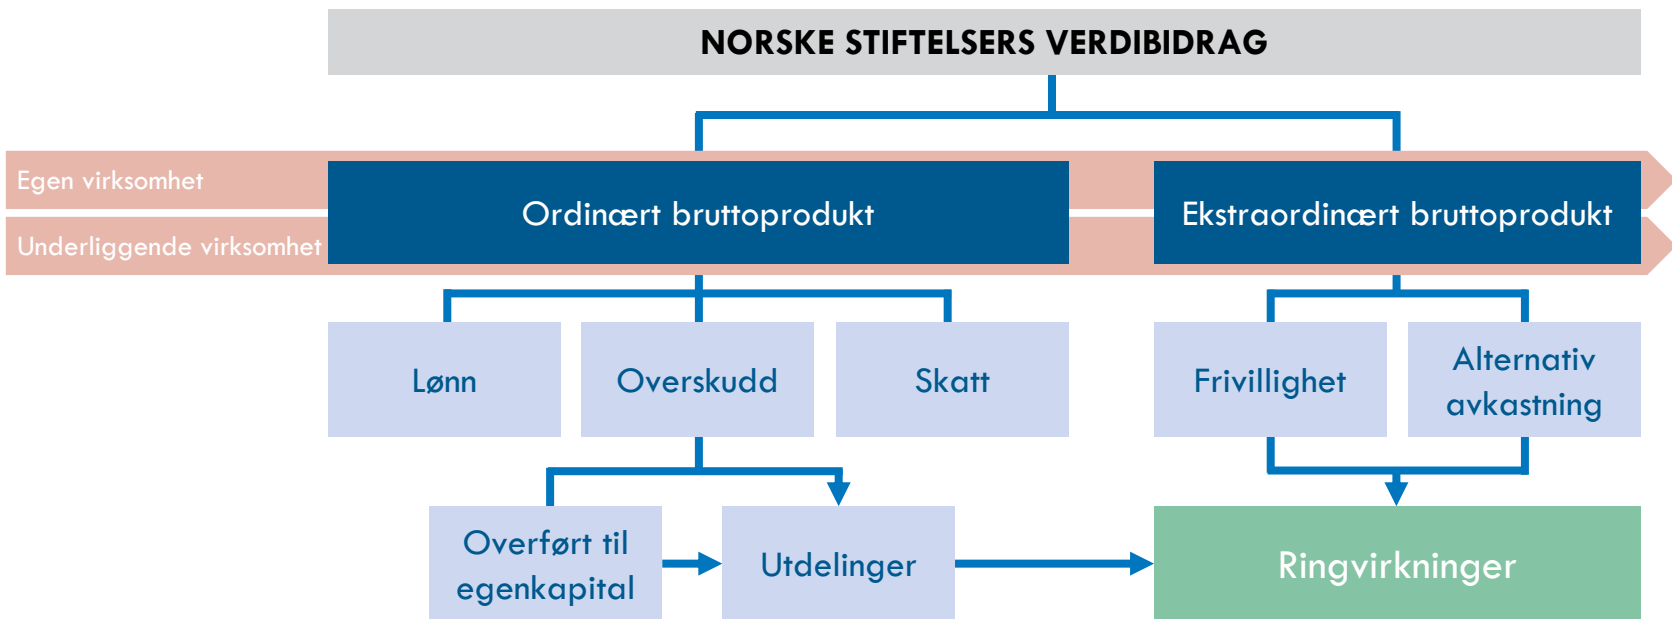 NORSKE STIFTELSERS VERDIBIDRAG
Egen virksomhet
Underliggende virksomhet
Ordinært bruttoprodukt
Ekstraordinært bruttoprodukt
Lønn
Overskudd
Skatt
Frivillighet
Alternativ
avkastning
Overført til
egenkapital
Utdelinger
Ringvirkninger